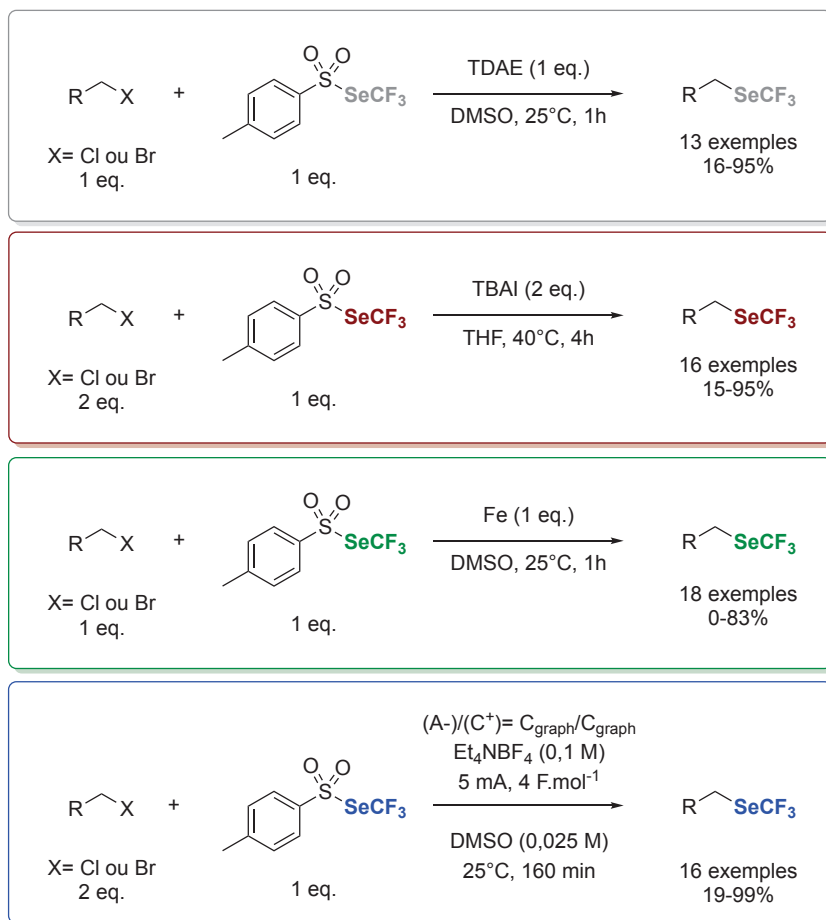 R
X
+
O
O
S
SeCF3
TDAE (1 eq.)
DMSO, 25°C, 1h
R
SeCF3
X= Cl ou Br
1 eq.
1 eq.
13 exemples
16-95%
R
X
+
O
O
S
SeCF3
TBAI (2 eq.)
THF, 40°C, 4h
R
SeCF3
X= Cl ou Br
2 eq.
1 eq.
16 exemples
15-95%
R
X
+
O
O
S
SeCF3
Fe (1 eq.)
DMSO, 25°C, 1h
R
SeCF3
X= Cl ou Br
1 eq.
1 eq.
18 exemples
0-83%
R
X
+
O
O
S
SeCF3
(A-)/(C+)= Cgraph/Cgraph
Et4NBF4 (0,1 M)
5 mA, 4 F.mol-1
DMSO (0,025 M)
25°C, 160 min
R
SeCF3
X= Cl ou Br
2 eq.
1 eq.
16 exemples
19-99%